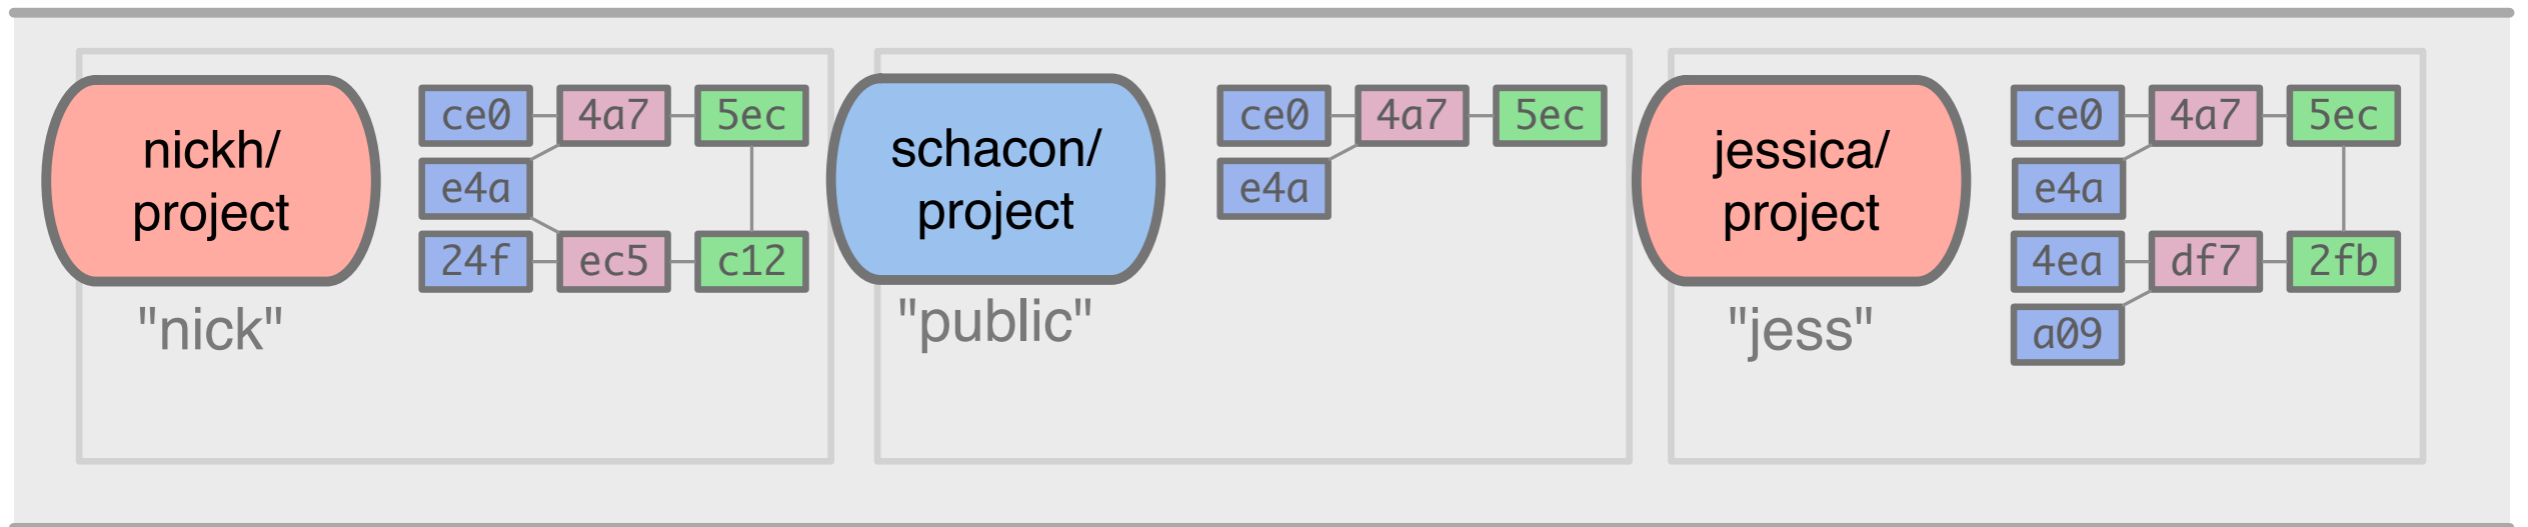 nickh/
project
"nick"
ce0 4a7 5ec
e4a
24f ec5 c12
schacon/
project
"public"
ce0 4a7 5ec
e4a
jessica/
project
"jess"
ce0 4a7 5ec
e4a
4ea df7 2fb
a09